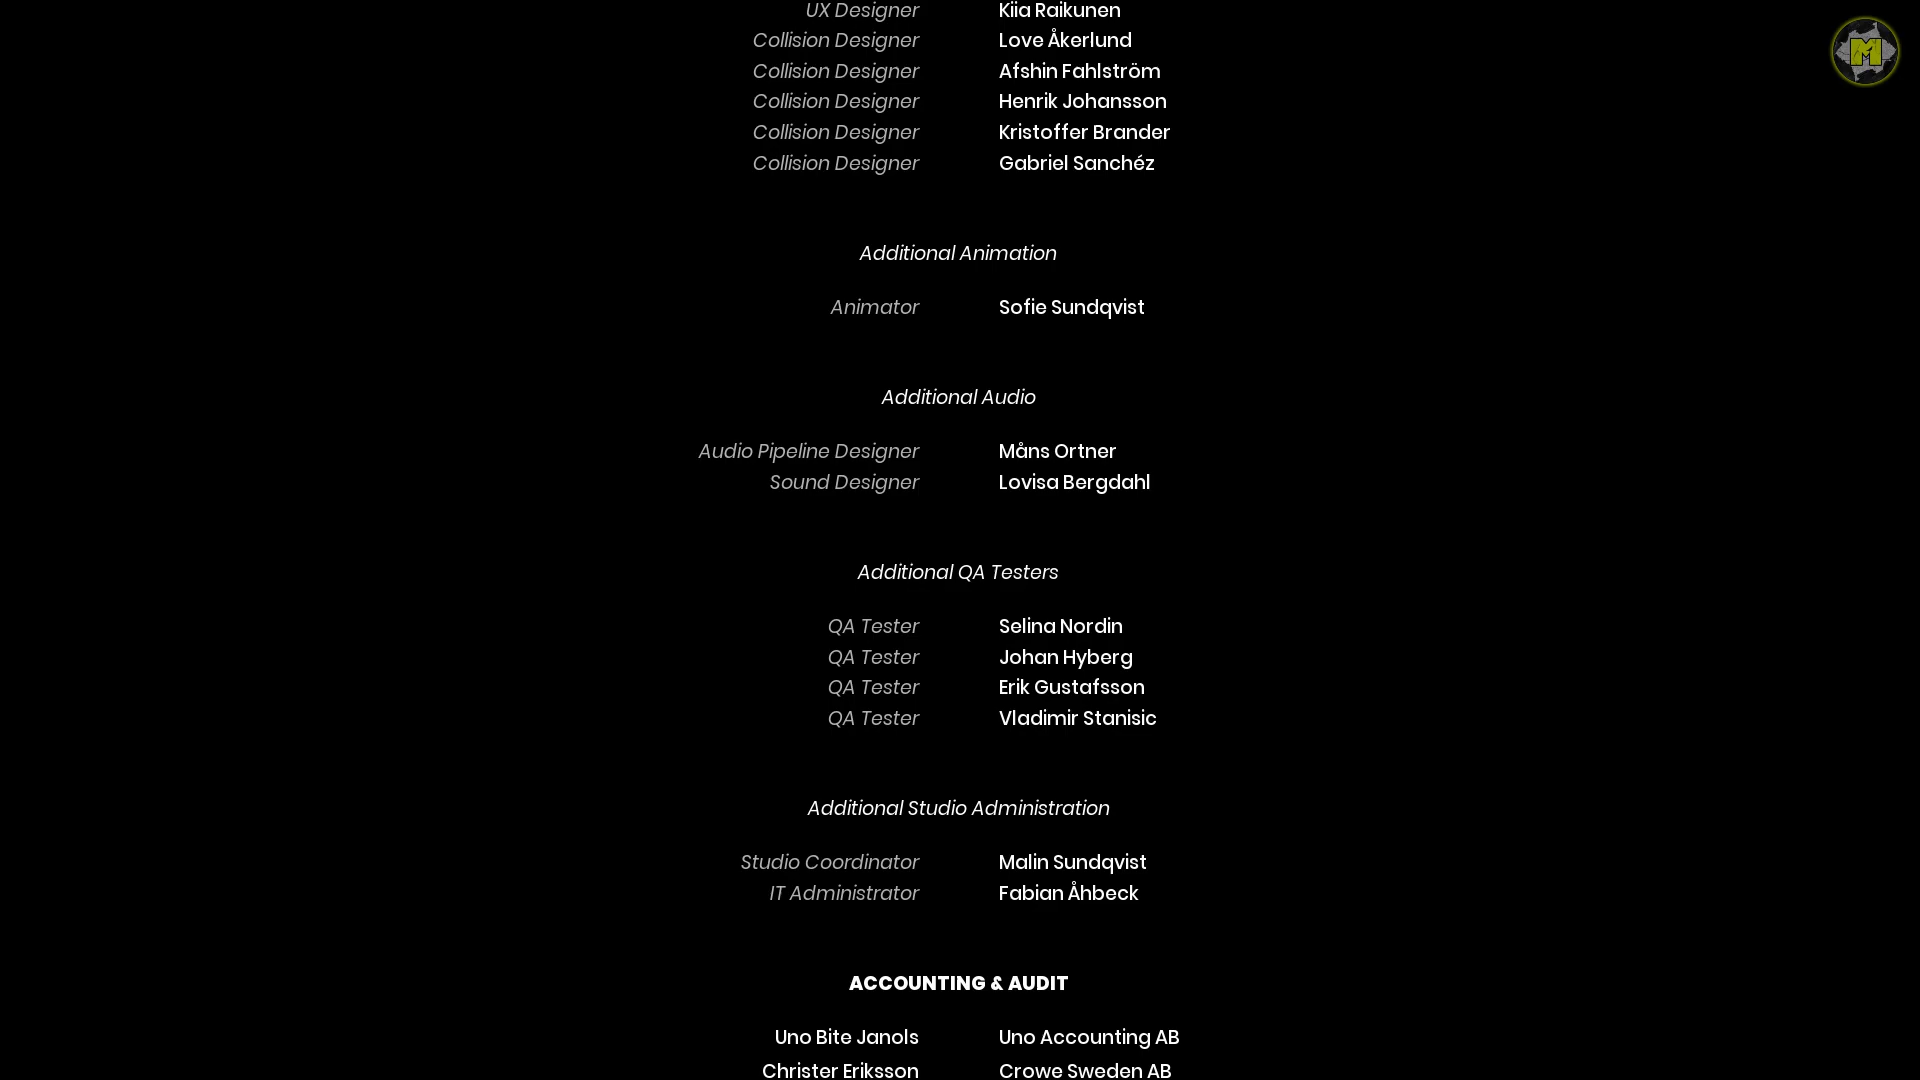 UX Designer Kiia Raikunen
Collision Designer Love Åkerlund
Collision Designer Afshin Fahlström
Collision Designer Henrik Johansson
Collision Designer Kristoffer Brander
Collision Designer Gabriel Sanchéz
Additional Animation
Animator Sofie Sundqvist
Additional Audio
Audio Pipeline Designer Måns Ortner
Sound Designer Lovisa Bergdahl
Additional QA Testers
QA Tester Selina Nordin
QA Tester Johan Hyberg
QA Tester Erik Gustafsson
QA Tester Vladimir Stanisic
Additional Studio Administration
Studio Coordinator Malin Sundqvist
IT Administrator Fabian Åhbeck
ACCOUNTING & AUDIT
Uno Bite Janols Uno Accounting AB
Christer Eriksson Crowe Sweden AB
M